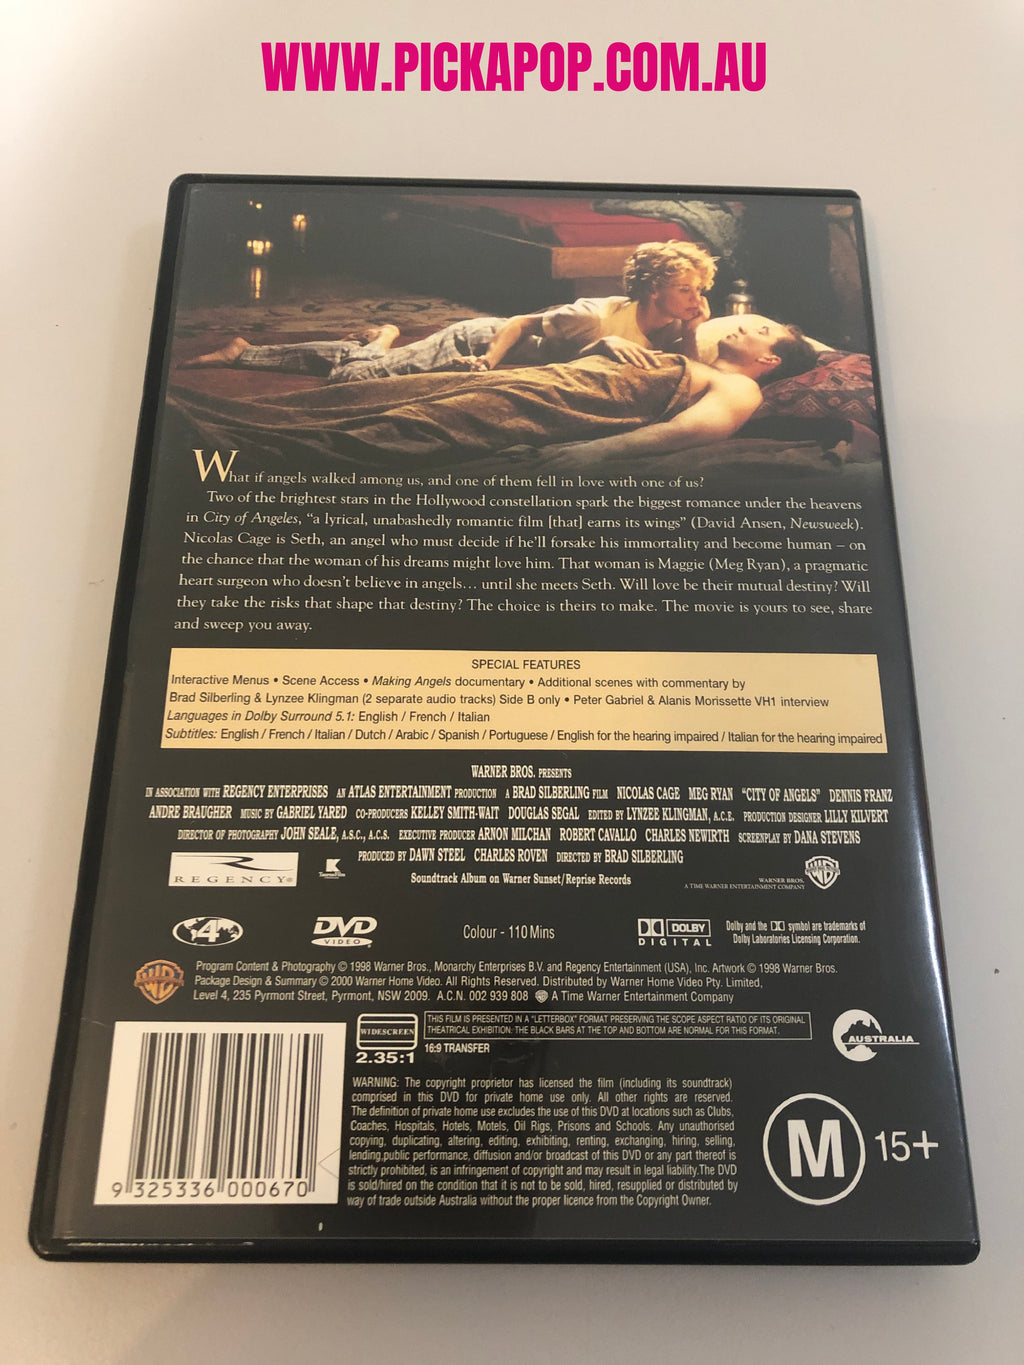 WWW.PICKAPOP.COM.AU
What if angels walked among us, and one of them fell in love with one of us?
Two of the brightest stars in the Hollywood constellation spark the biggest romance under the heavens
in City of Angeles, “a lyrical, unabashedly romantic film [that] earns its wings” (David Ansen, Newsweek).
Nicolas Cage is Seth, an angel who must decide if he'll forsake his immortality and become human – on
the chance that the woman of his dreams might love him. That woman is Maggie (Meg Ryan), a pragmatic
heart surgeon who doesn't believe in angels... until she meets Seth. Will love be their mutual destiny? Will
they take the risks that shape that destiny? The choice is theirs to make. The movie is yours to see, share
and sweep you away.
SPECIAL FEATURES
Interactive Menus • Scene Access • Making Angels documentary • Additional scenes with commentary by
Brad Silberling & Lynzee Klingman (2 separate audio tracks) Side B only • Peter Gabriel & Alanis Morissette VH1 interview
Languages in Dolby Surround 5.1: English / French / Italian
Subtitles: English / French / Italian / Dutch / Arabic / Spanish / Portuguese / English for the hearing impaired / Italian for the hearing impaired
WARNER BROS. PRESENTS
IN ASSOCIATION WITH REGENCY ENTERPRISES AN ATLAS ENTERTAINMENT PRODUCTION A BRAD SILBERLING FILM NICOLAS CAGE MEG RYAN "CITY OF ANGELS" DENNIS FRANZ
ANDRE BRAUGHER MUSIC BY GABRIEL YARED CO-PRODUCERS KELLEY SMITH-WAIT DOUGLAS SEGAL EDITED BY LYNZEE KLINGMAN, A.C.E. PRODUCTION DESIGNER LILLY KILVERT
DIRECTOR OF PHOTOGRAPHY JOHN SEALE, A.S.C., A.C.S. EXECUTIVE PRODUCER ARNON MILCHAN ROBERT CAVALLO CHARLES NEWIRTH SCREENPLAY BY DANA STEVENS
PRODUCED BY DAWN STEEL CHARLES ROVEN DIRECTED BY BRAD SILBERLING
REGENCY®
Soundtrack Album on Warner Sunset/Reprise Records
WARNER BROS.
A TIME WARNER ENTERTAINMENT COMPANY
WB
4
DVD
VIDEO
Colour - 110 Mins
DOLBY
DIGITAL
Dolby and the symbol are trademarks of
Dolby Laboratories Licensing Corporation.
WB
Program Content & Photography © 1998 Warner Bros., Monarchy Enterprises B.V. and Regency Entertainment (USA), Inc. Artwork © 1998 Warner Bros.
Package Design & Summary © 2000 Warner Home Video. All Rights Reserved. Distributed by Warner Home Video Pty. Limited,
Level 4, 235 Pyrmont Street, Pyrmont, NSW 2009. A.C.N. 002 939 808 A Time Warner Entertainment Company
WIDESCREEN
2.35:1
THIS FILM IS PRESENTED IN A "LETTERBOX" FORMAT PRESERVING THE SCOPE ASPECT RATIO OF ITS ORIGINAL
THEATRICAL EXHIBITION: THE BLACK BARS AT THE TOP AND BOTTOM ARE NORMAL FOR THIS FORMAT.
16:9 TRANSFER
AUSTRALIA
WARNING: The copyright proprietor has licensed the film (including its soundtrack)
comprised in this DVD for private home use only. All other rights are reserved.
The definition of private home use excludes the use of this DVD at locations such as Clubs,
Coaches, Hospitals, Hotels, Motels, Oil Rigs, Prisons and Schools. Any unauthorised
copying, duplicating, altering, editing, exhibiting, renting, exchanging, hiring, selling,
lending,public performance, diffusion and/or broadcast of this DVD or any part thereof is
strictly prohibited, is an infringement of copyright and may result in legal liability.The DVD
is sold/hired on the condition that it is not to be sold, hired, resupplied or distributed by
way of trade outside Australia without the proper licence from the Copyright Owner.
M
15+
9 325336 000670